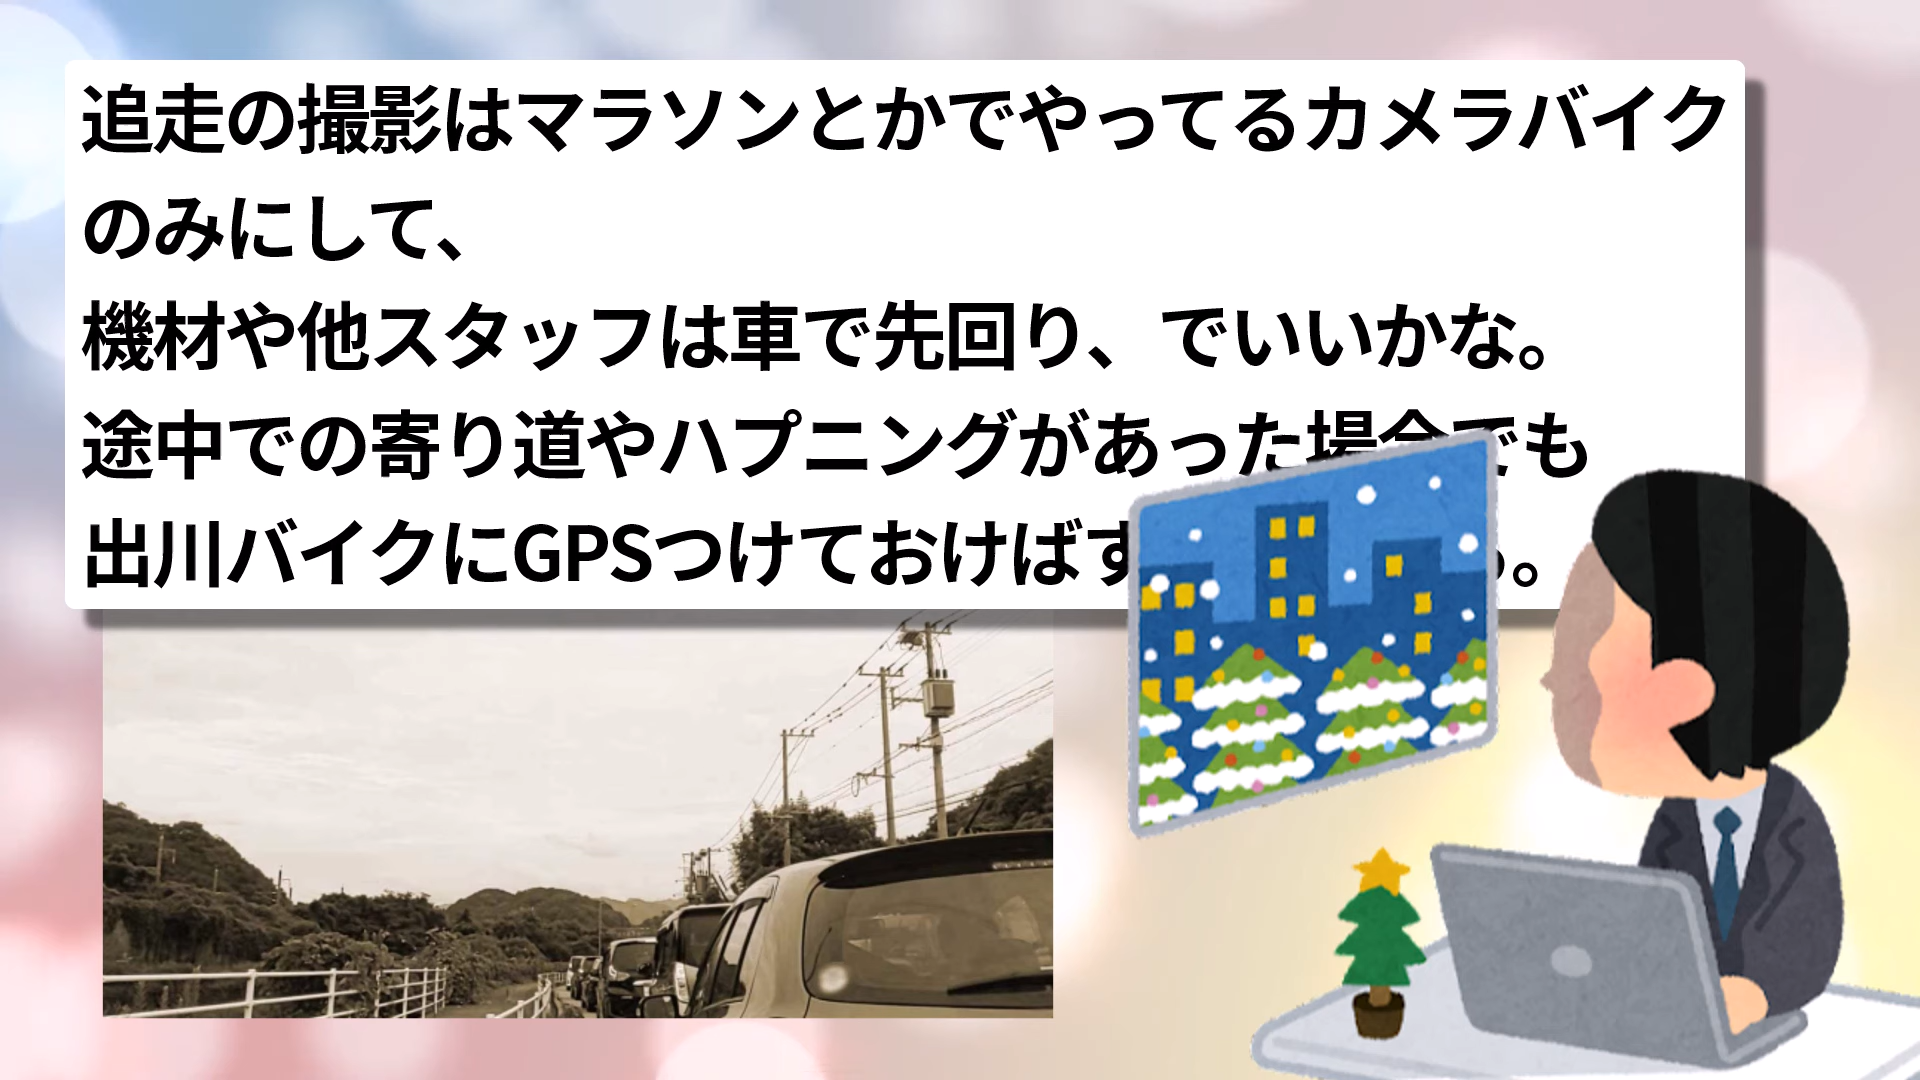 追走の撮影はマラソンとかでやってるカメラバイク
のみにして、
機材や他スタッフは車で先回り、でいいかな。
途中での寄り道やハプニングがあった場合でも
出川バイクにGPSつけておけばす